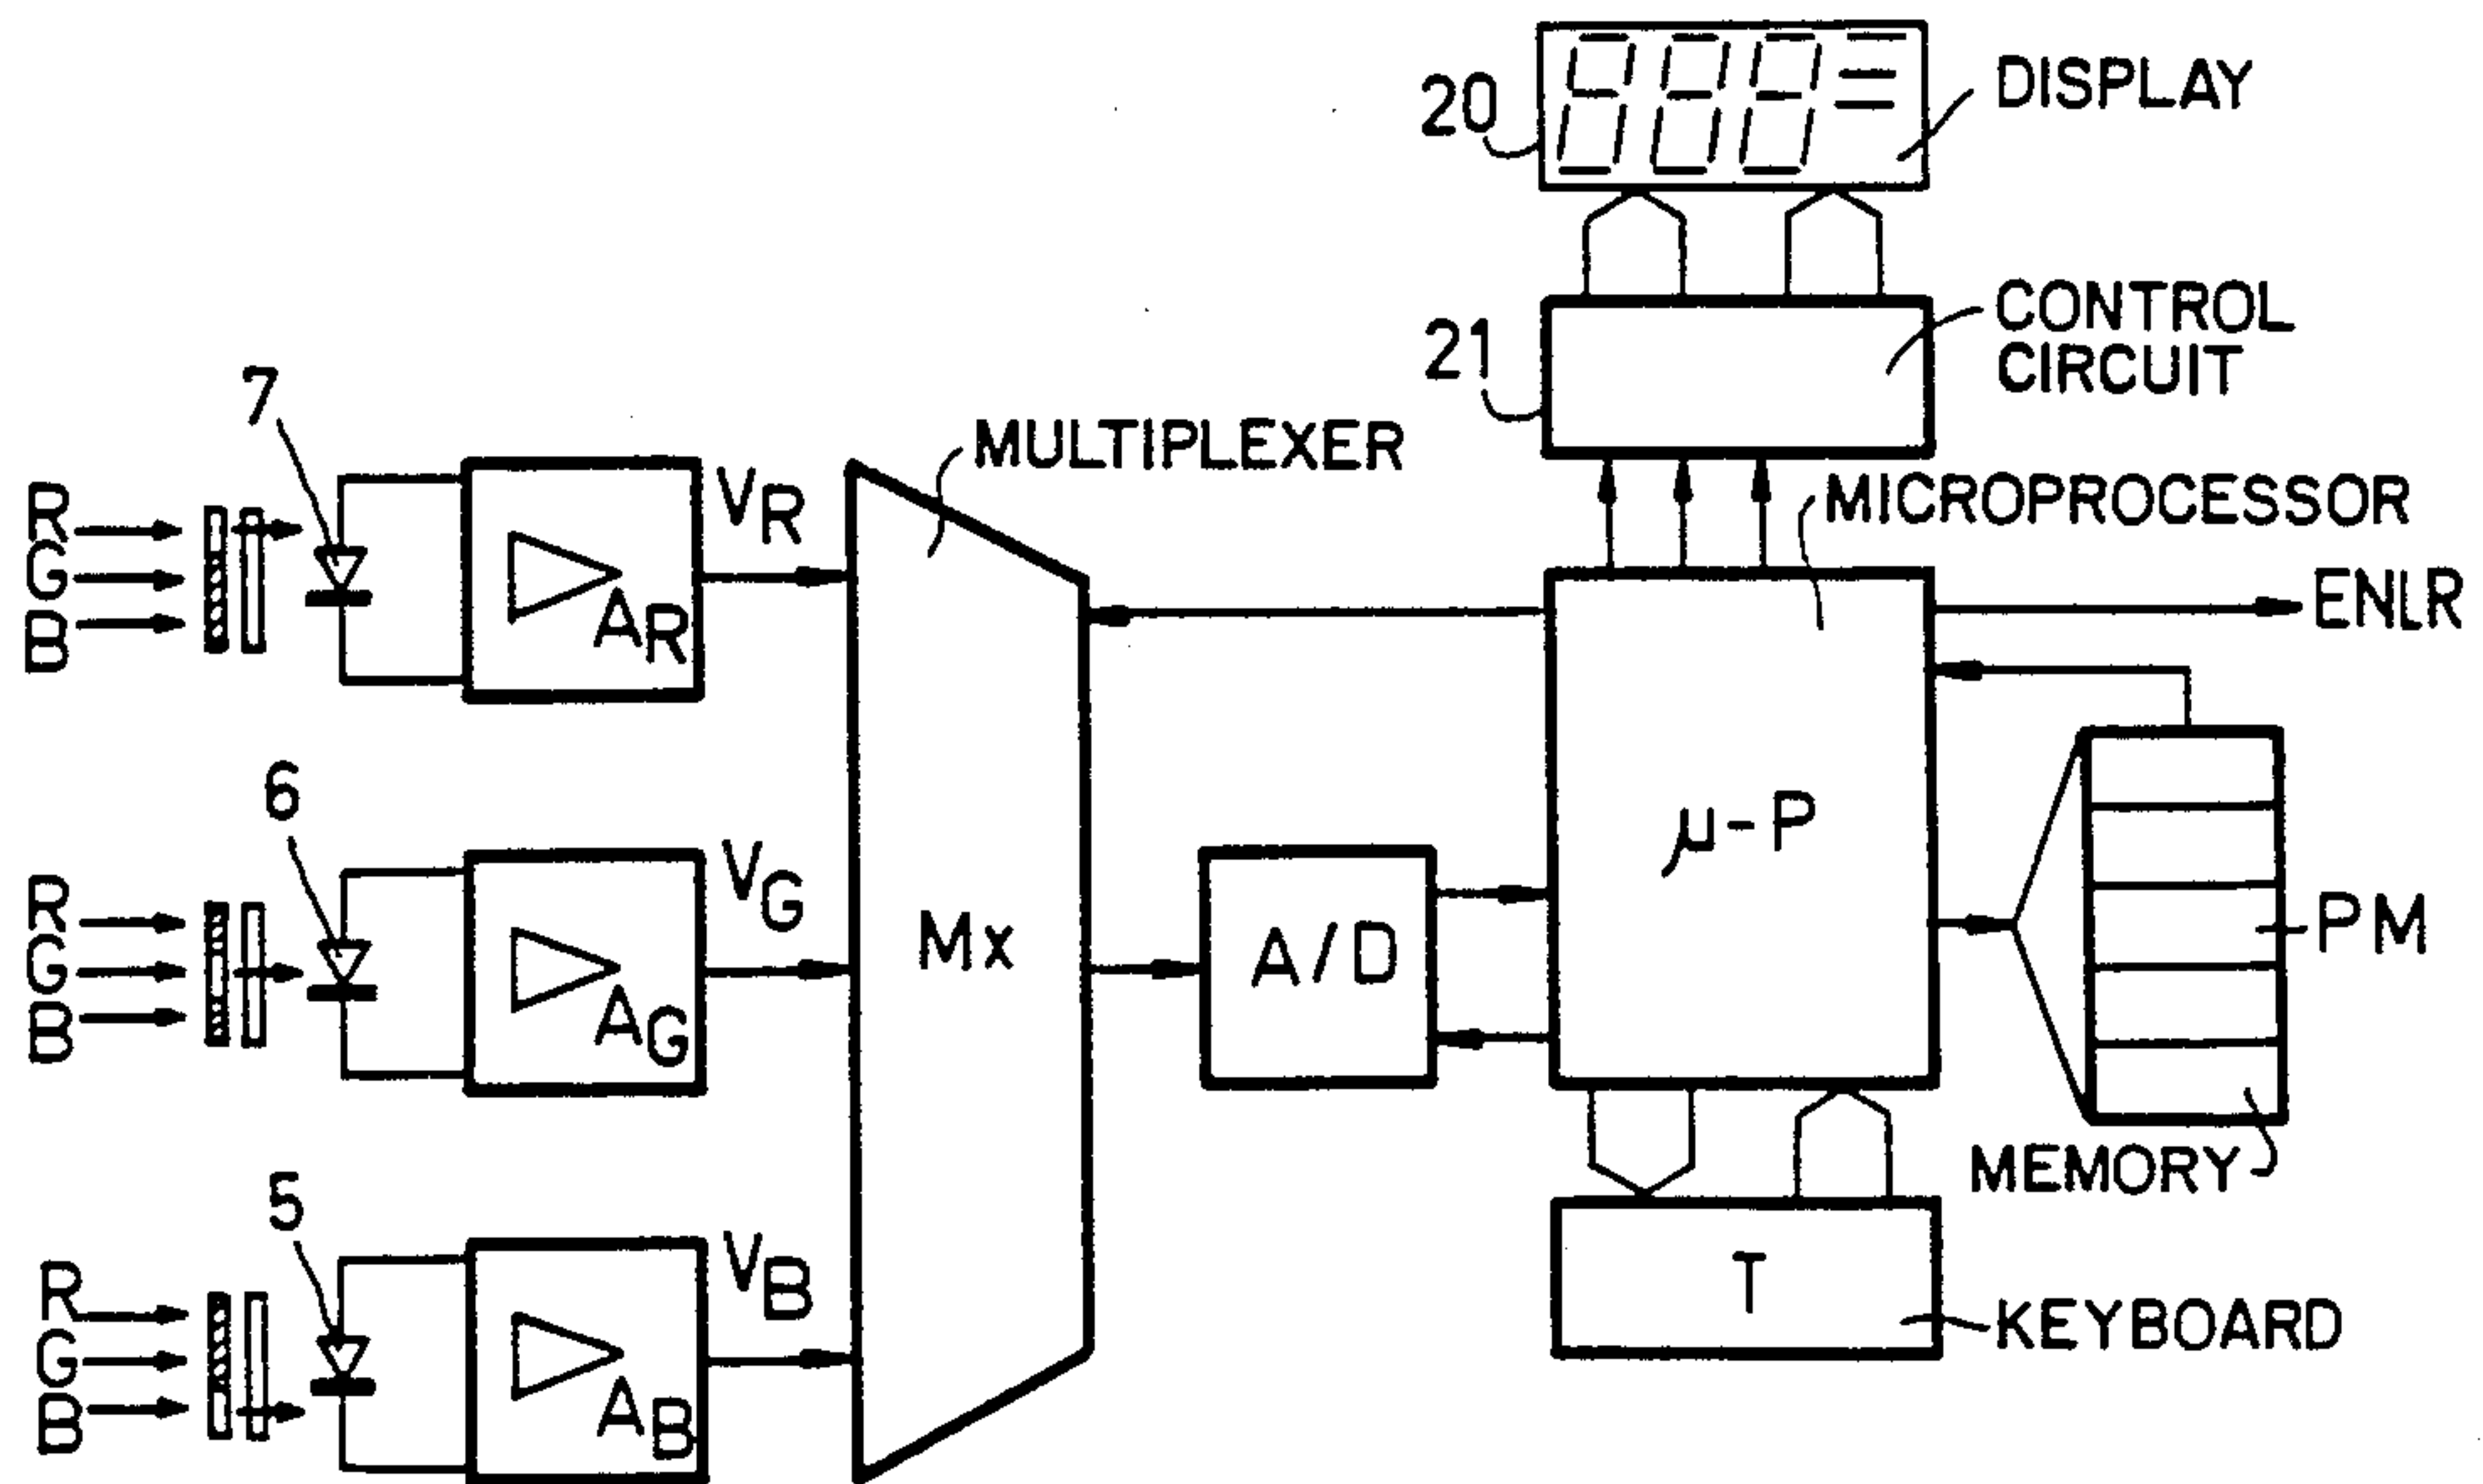 20
DISPLAY
21
CONTROL
CIRCUIT
7
MULTIPLEXER
MICROPROCESSOR
R
G
B
VR
AR
ENLR
6
R
G
B
VG
AG
Mx
A/D
μ-P
PM
MEMORY
5
R
G
B
VB
AB
T
KEYBOARD